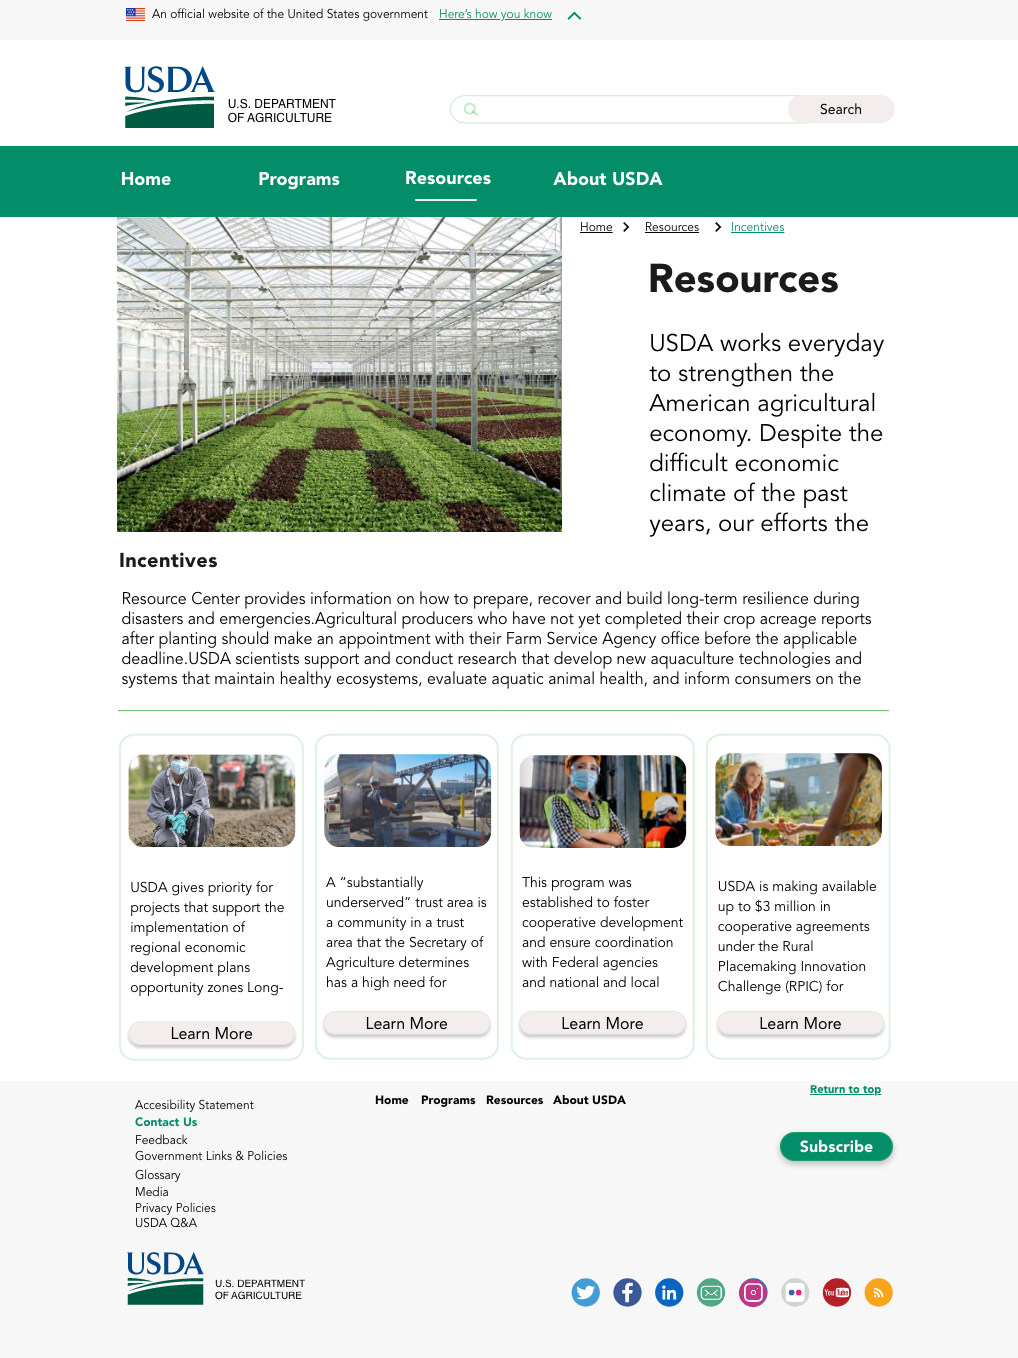 An official website of the United States government Here's how you know
USDA
U.S. DEPARTMENT
OF AGRICULTURE
Search
Home Programs Resources About USDA
Home Resources Incentives
Resources
USDA works everyday
to strengthen the
American agricultural
economy. Despite the
difficult economic
climate of the past
years, our efforts the
Incentives
Resource Center provides information on how to prepare, recover and build long-term resilience during
disasters and emergencies.Agricultural producers who have not yet completed their crop acreage reports
after planting should make an appointment with their Farm Service Agency office before the applicable
deadline.USDA scientists support and conduct research that develop new aquaculture technologies and
systems that maintain healthy ecosystems, evaluate aquatic animal health, and inform consumers on the
USDA gives priority for
projects that support the
implementation of
regional economic
development plans
opportunity zones Long-
Learn More
A “substantially
underserved” trust area is
a community in a trust
area that the Secretary of
Agriculture determines
has a high need for
Learn More
This program was
established to foster
cooperative development
and ensure coordination
with Federal agencies
and national and local
Learn More
USDA is making available
up to $3 million in
cooperative agreements
under the Rural
Placemaking Innovation
Challenge (RPIC) for
Learn More
Accesibility Statement
Contact Us
Feedback
Government Links & Policies
Glossary
Media
Privacy Policies
USDA Q&A
Home Programs Resources About USDA
Return to top
Subscribe
USDA
U.S. DEPARTMENT
OF AGRICULTURE
in
You Tube